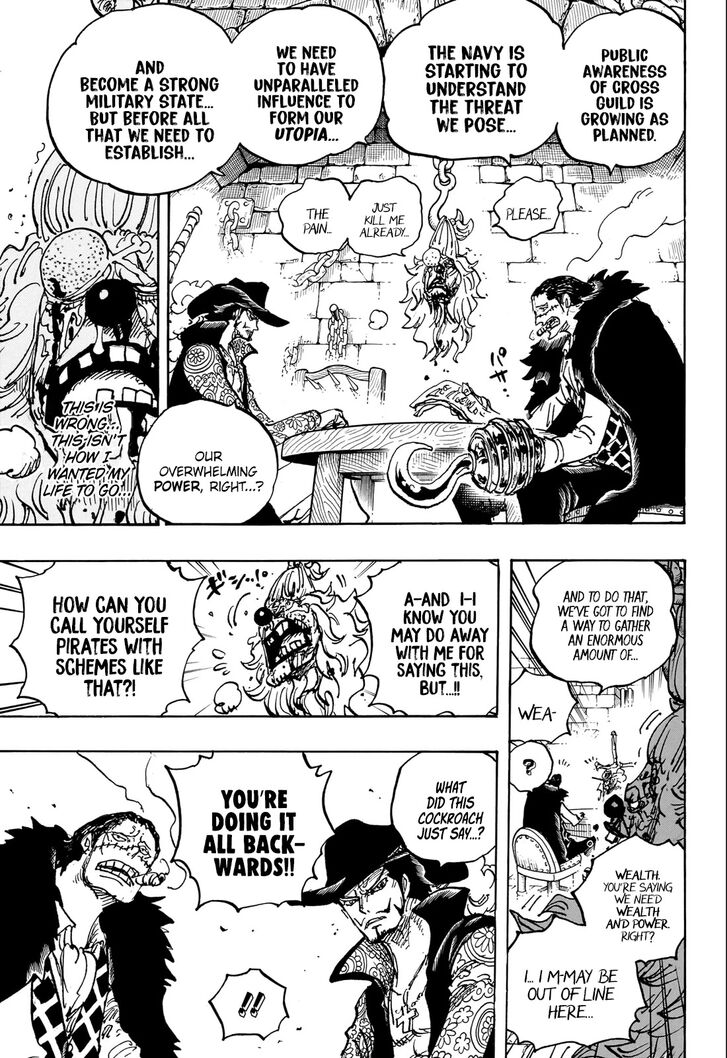 PUBLIC
AWARENESS
OF CROSS
GUILD IS
GROWING AS
PLANNED.
THE NAVY IS
STARTING TO
UNDERSTAND
THE THREAT
WE POSE...
WE NEED
TO HAVE
UNPARALLELED
INFLUENCE TO
FORM OUR
UTOPIA...
AND
BECOME A STRONG
MILITARY STATE...
BUT BEFORE ALL
THAT WE NEED TO
ESTABLISH...
PLEASE...
JUST
KILL ME
ALREADY...
THE
PAIN...
パサ
OUR
OVERWHELMING
POWER, RIGHT...?
THIS IS
WRONG...
THIS ISN'T
HOW I
WANTED MY
LIFE TO GO...
AND TO DO THAT,
WE'VE GOT TO FIND
A WAY TO GATHER
AN ENORMOUS
AMOUNT OF...
WEA-
?
WEALTH.
YOU'RE SAYING
WE NEED
WEALTH
AND POWER.
RIGHT?
I... I M-MAY BE
OUT OF LINE
HERE...
A-AND I-I
KNOW YOU
MAY DO AWAY
WITH ME FOR
SAYING THIS,
BUT...!!
HOW CAN YOU
CALL YOURSELF
PIRATES WITH
SCHEMES LIKE
THAT?!
WHAT
DID THIS
COCKROACH
JUST SAY...?
YOU'RE
DOING IT
ALL BACK-
WARDS!!
!!